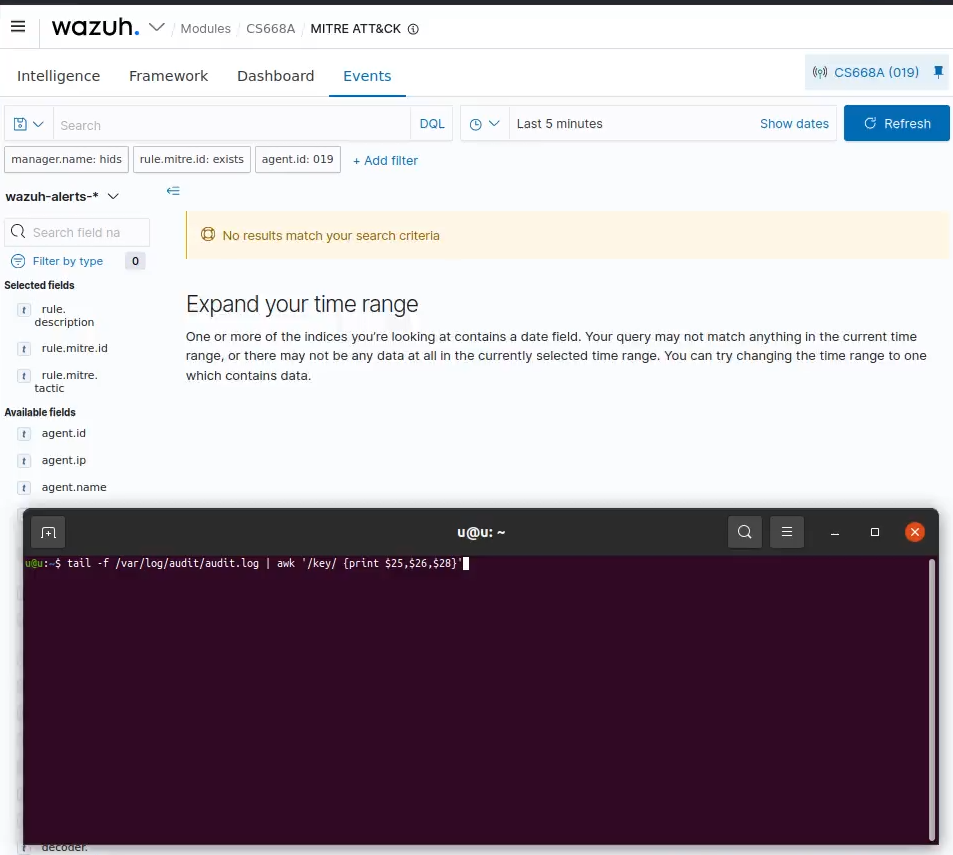 wazuh. / Modules / CS668A / MITRE ATT&CK
Intelligence Framework Dashboard Events CS668A (019)
Search DQL Last 5 minutes Show dates Refresh
manager.name: hids rule.mitre.id: exists agent.id: 019 + Add filter
wazuh-alerts-*
Search field na
No results match your search criteria
Filter by type 0
Selected fields
t rule.
description
t rule.mitre.id
t rule.mitre.
tactic
Expand your time range
One or more of the indices you're looking at contains a date field. Your query may not match anything in the current time
range, or there may not be any data at all in the currently selected time range. You can try changing the time range to one
which contains data.
Available fields
t agent.id
t agent.ip
t agent.name
u@u: ~
u@u:~$ tail -f /var/log/audit/audit.log | awk '/key/ {print $25,$26,$28}'
t decoder.